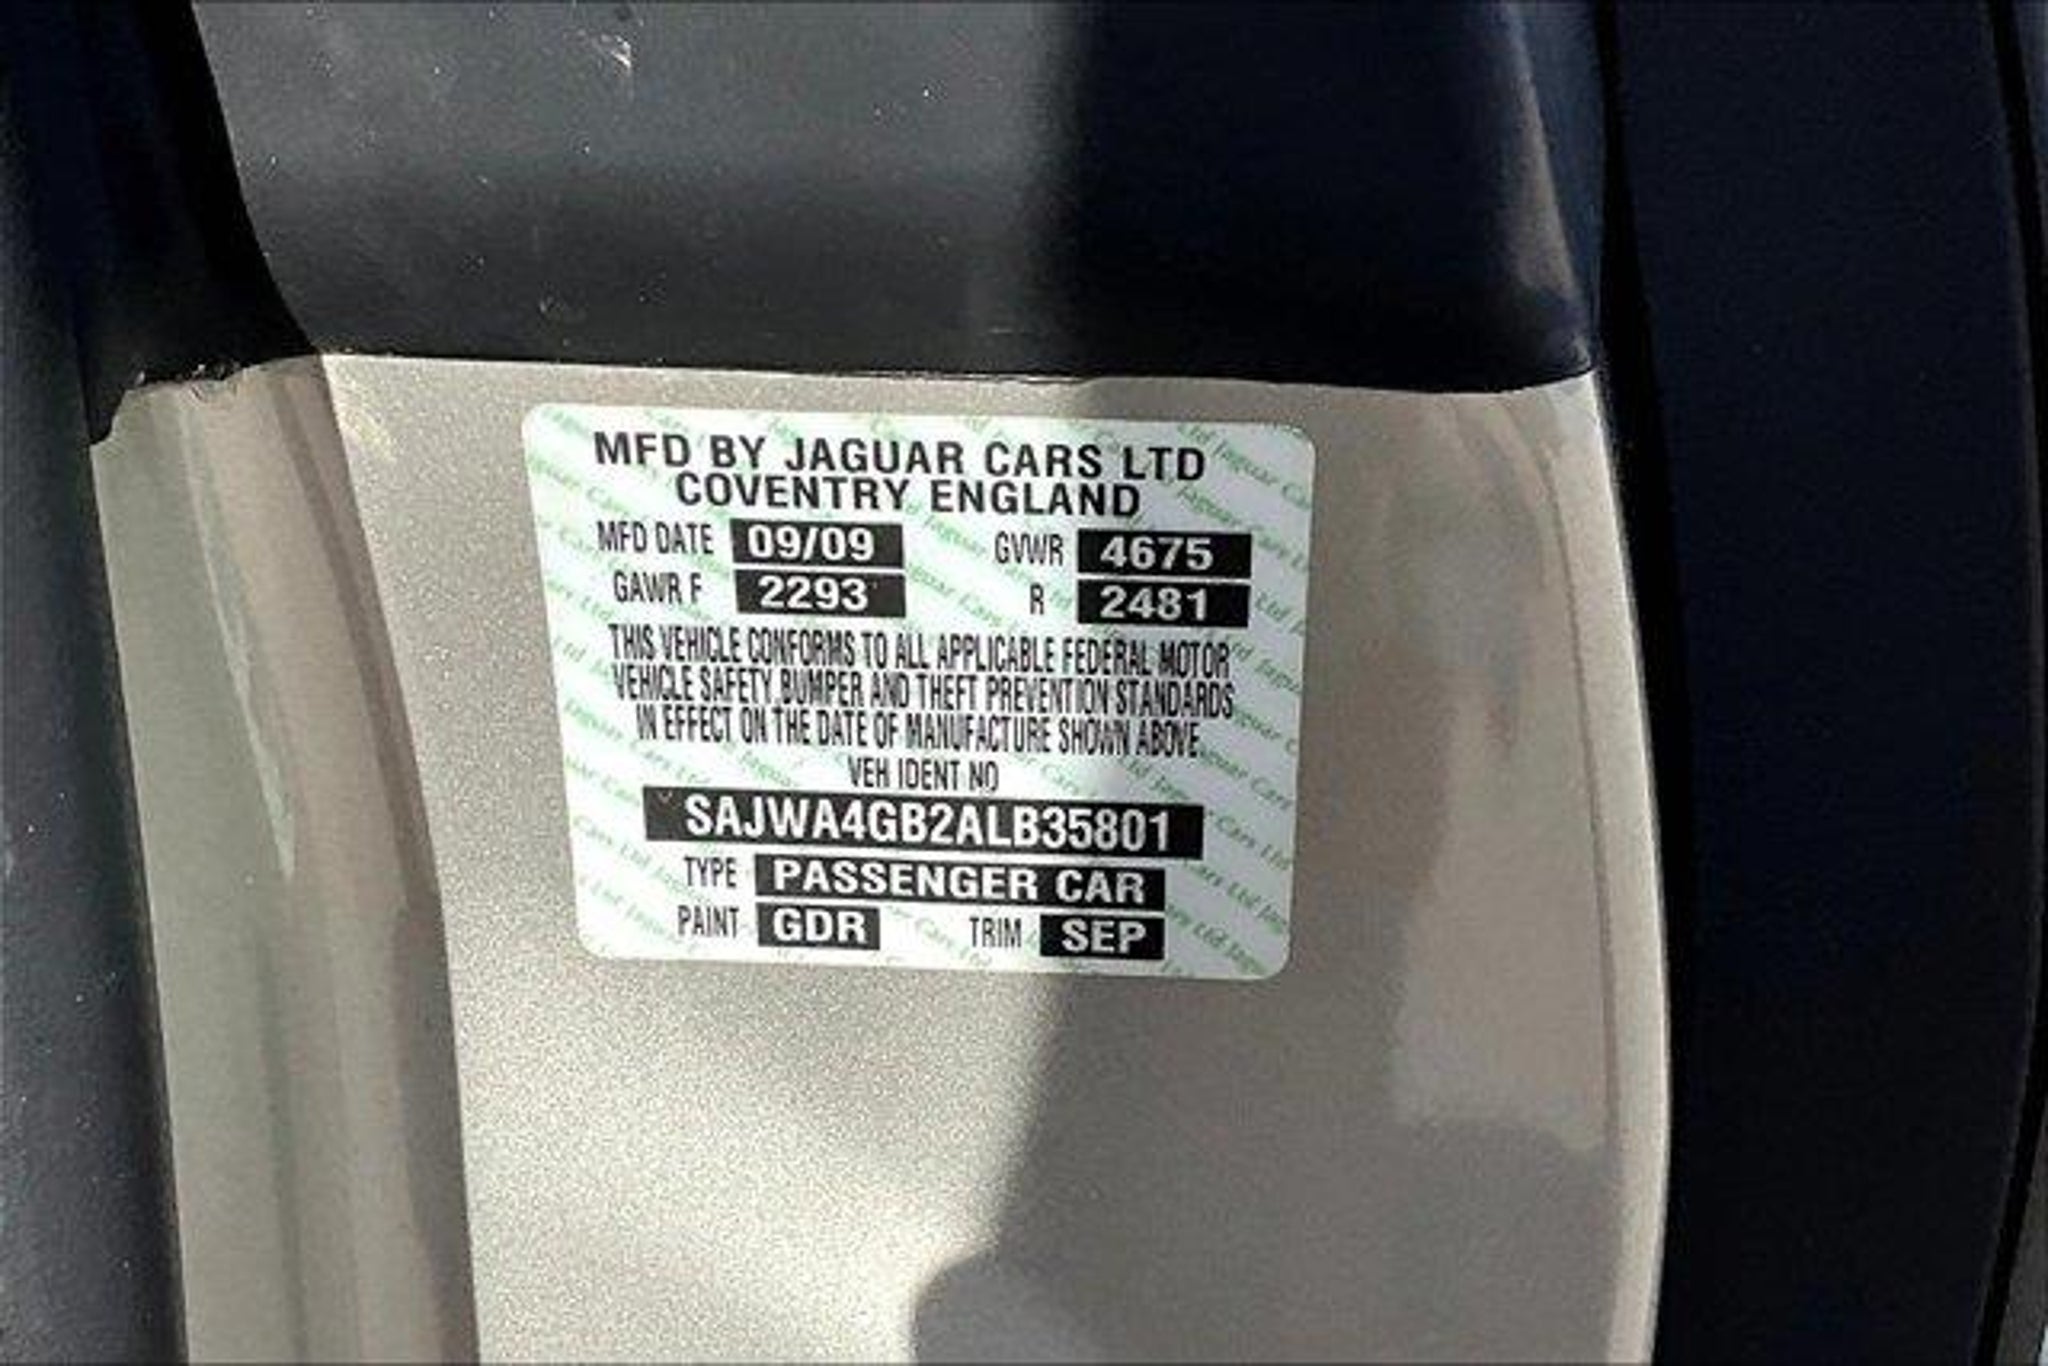 MFD BY JAGUAR CARS LTD
COVENTRY ENGLAND
MFD DATE 09/09 GVWR 4675
GAWR F 2293 R 2481
THIS VEHICLE CONFORMS TO ALL APPLICABLE FEDERAL MOTOR
VEHICLE SAFETY, BUMPER AND THEFT PREVENTION STANDARDS
IN EFFECT ON THE DATE OF MANUFACTURE SHOWN ABOVE
VEH IDENT NO
SAJWA4GB2ALB35801
TYPE PASSENGER CAR
PAINT GDR TRIM SEP